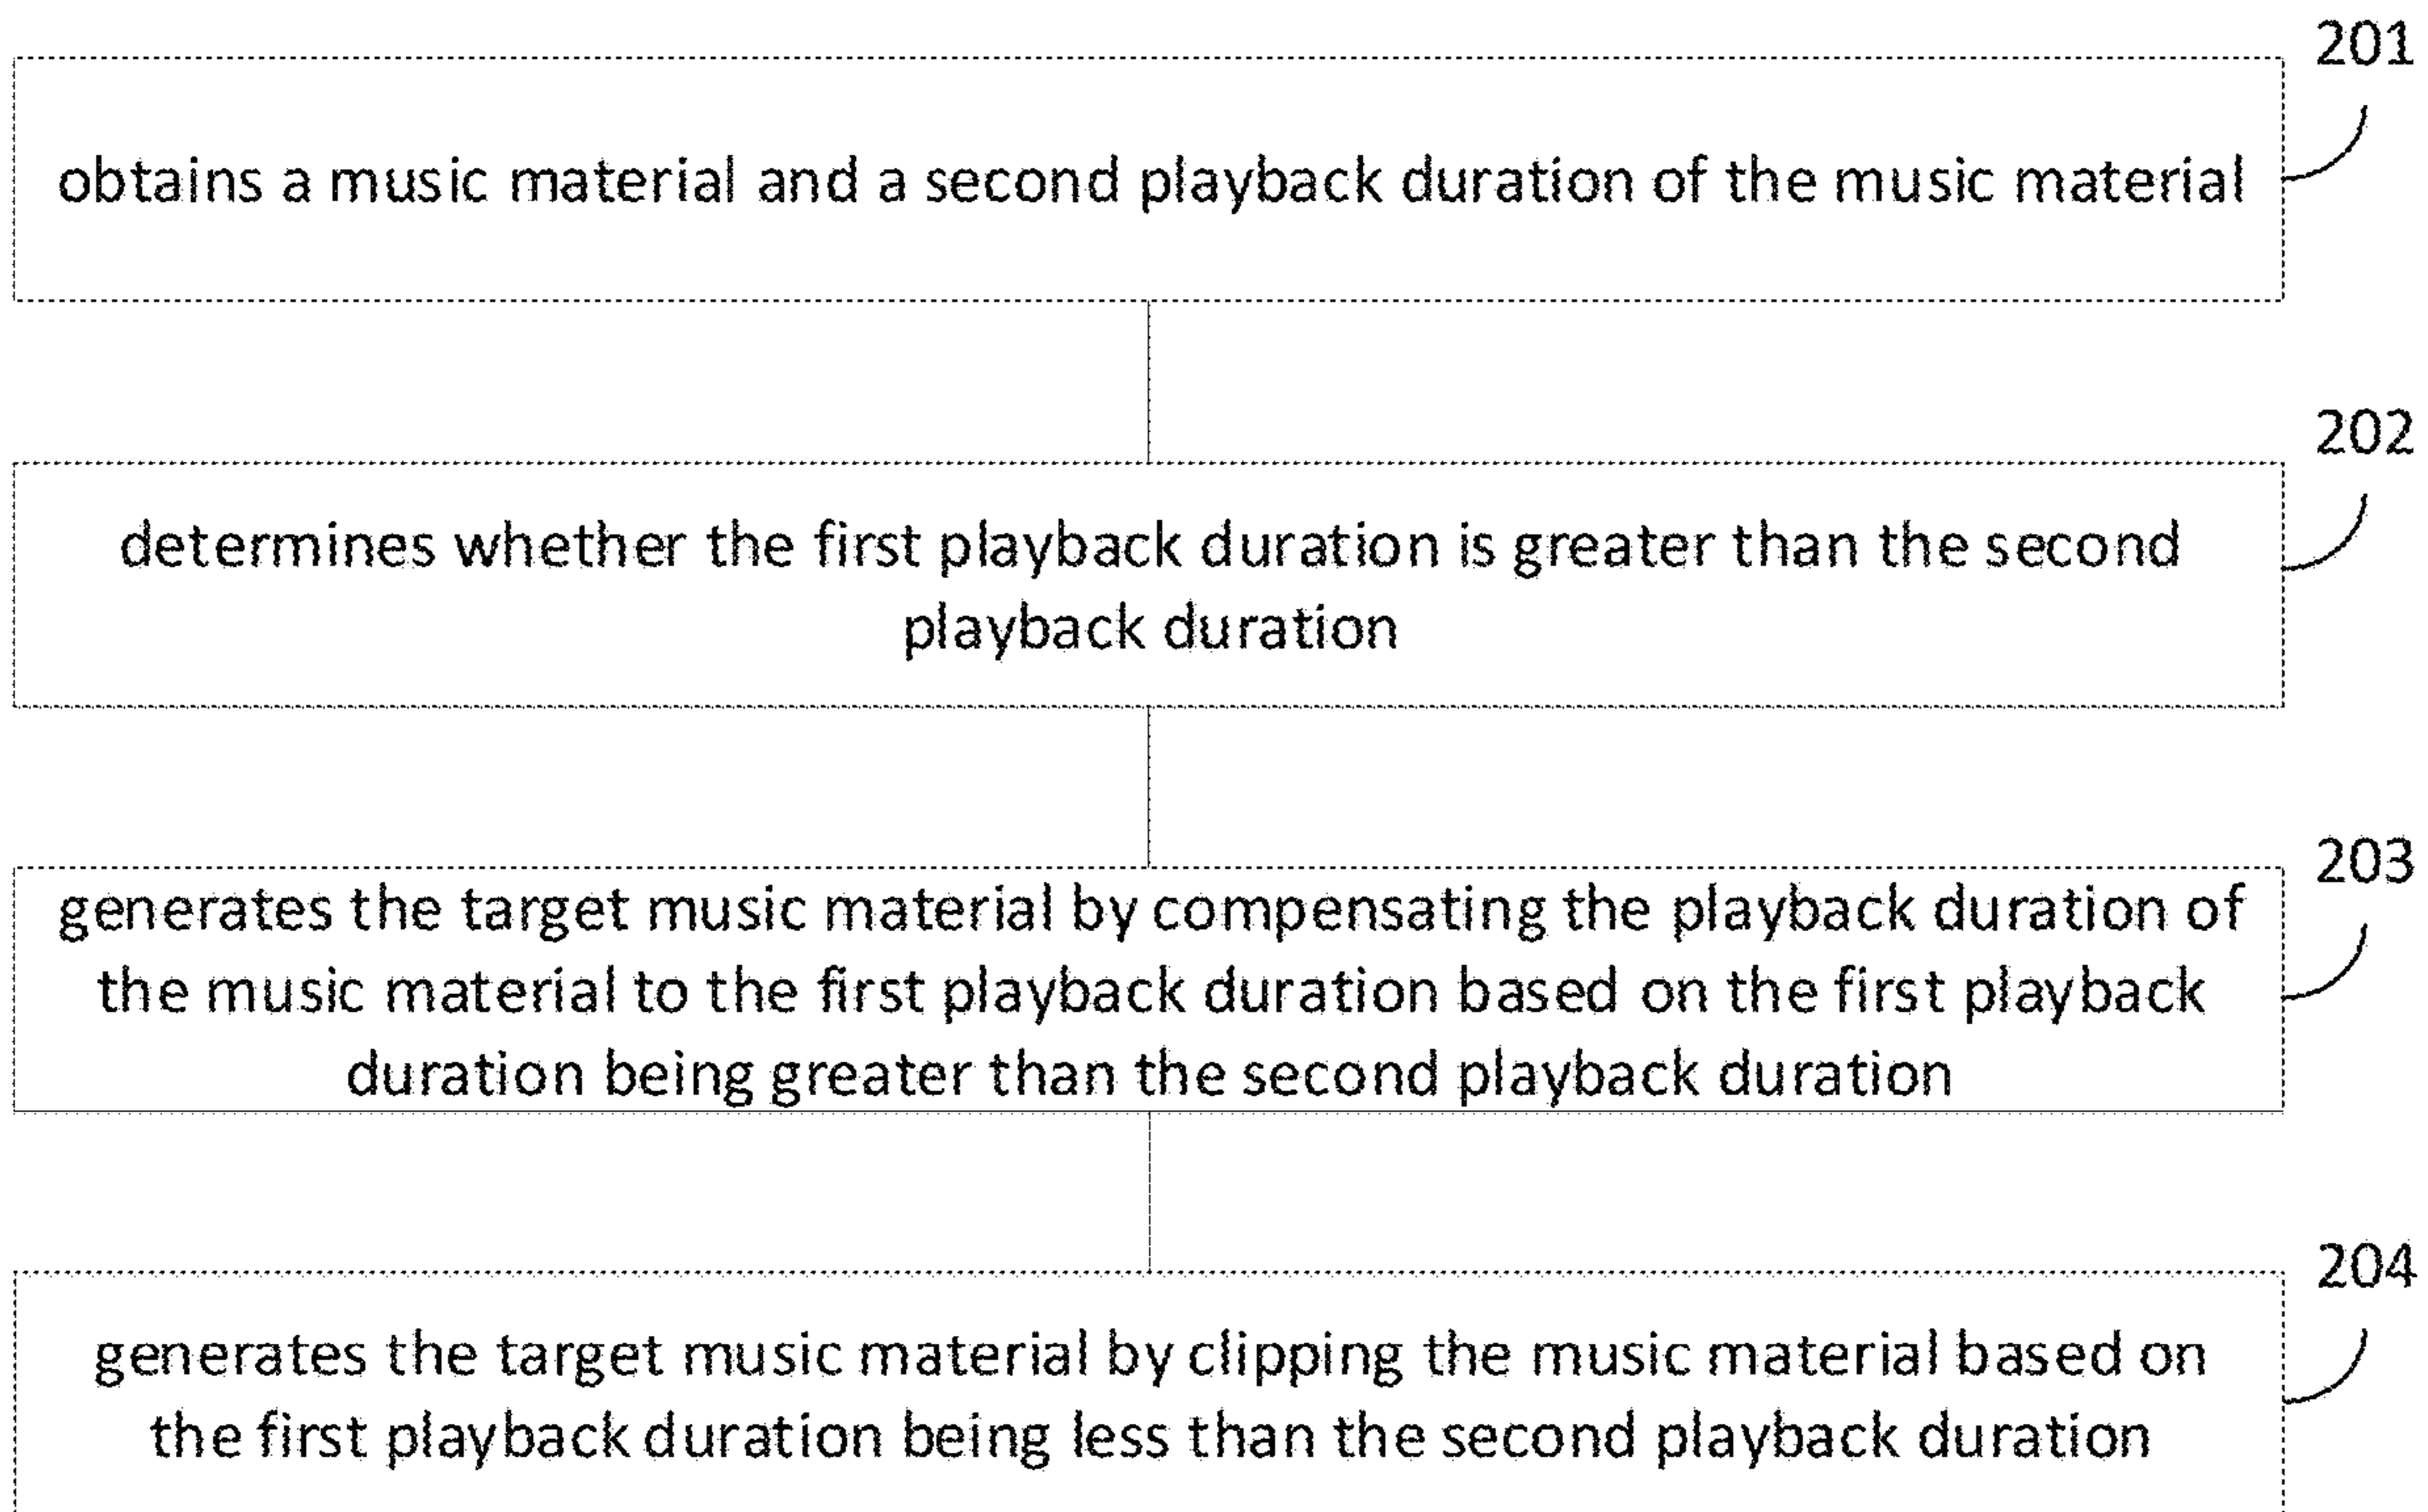 201
obtains a music material and a second playback duration of the music material
202
determines whether the first playback duration is greater than the second
playback duration
203
generates the target music material by compensating the playback duration of
the music material to the first playback duration based on the first playback
duration being greater than the second playback duration
204
generates the target music material by clipping the music material based on
the first playback duration being less than the second playback duration